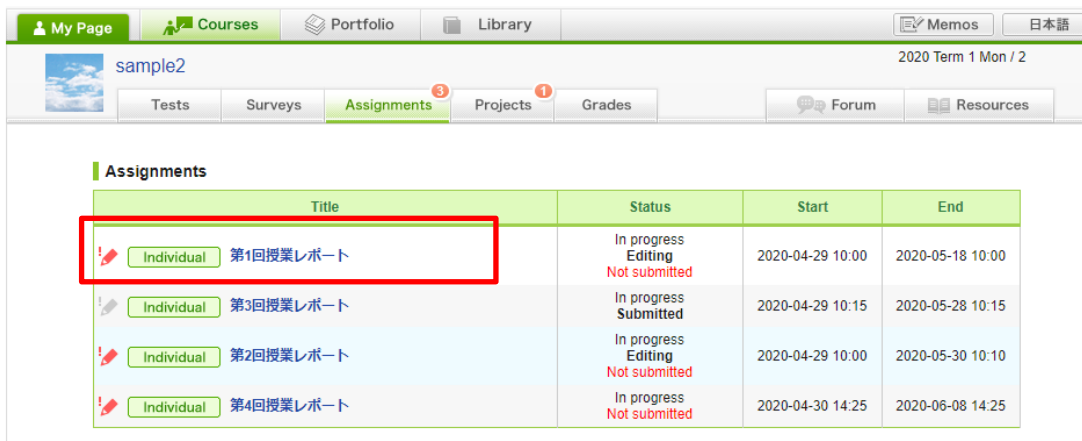 My Page Courses Portfolio Library Memos 日本語
sample2 2020 Term 1 Mon / 2
Tests Surveys Assignments 3 Projects 1 Grades Forum Resources
Assignments
Title Status Start End
! Individual 第1回授業レポート In progress 2020-04-29 10:00 2020-05-18 10:00
Editing
Not submitted
! Individual 第3回授業レポート In progress 2020-04-29 10:15 2020-05-28 10:15
Submitted
! Individual 第2回授業レポート In progress 2020-04-29 10:00 2020-05-30 10:10
Editing
Not submitted
! Individual 第4回授業レポート In progress 2020-04-30 14:25 2020-06-08 14:25
Not submitted